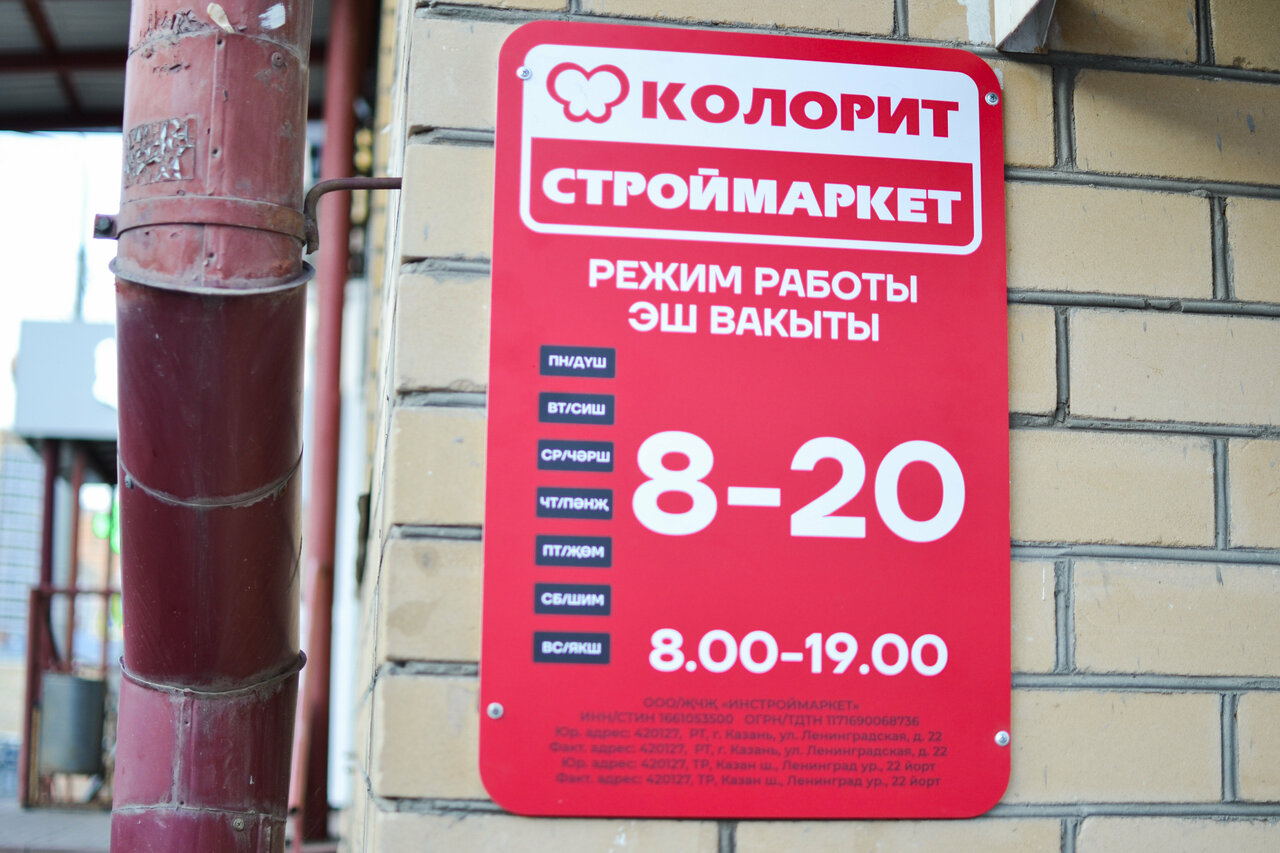 КОЛОРИТ
СТРОЙМАРКЕТ
РЕЖИМ РАБОТЫ
ЭШ ВАКЫТЫ
ПН/ДҮШ
ВТ/СИШ
СР/ЧӘРШ
ЧТ/ПӘНҖ
ПТ/ҖОМ
СБ/ШИМ
8-20
ВС/ЯКШ 8.00-19.00
ООО/ҖЧҖ «ИНСТРОЙМАРКЕТ»
ИНН/СТИН 1661053500 ОГРН/ТДТН 1171690068736
Юр. адрес: 420127, РТ, г. Казань, ул. Ленинградская, д. 22
Факт. адрес: 420127, РТ, г. Казань, ул. Ленинградская, д. 22
Юр. адрес: 420127, ТР, Казан ш., Ленинград ур., 22 йорт
Факт. адрес: 420127, ТР, Казан ш., Ленинград ур., 22 йорт